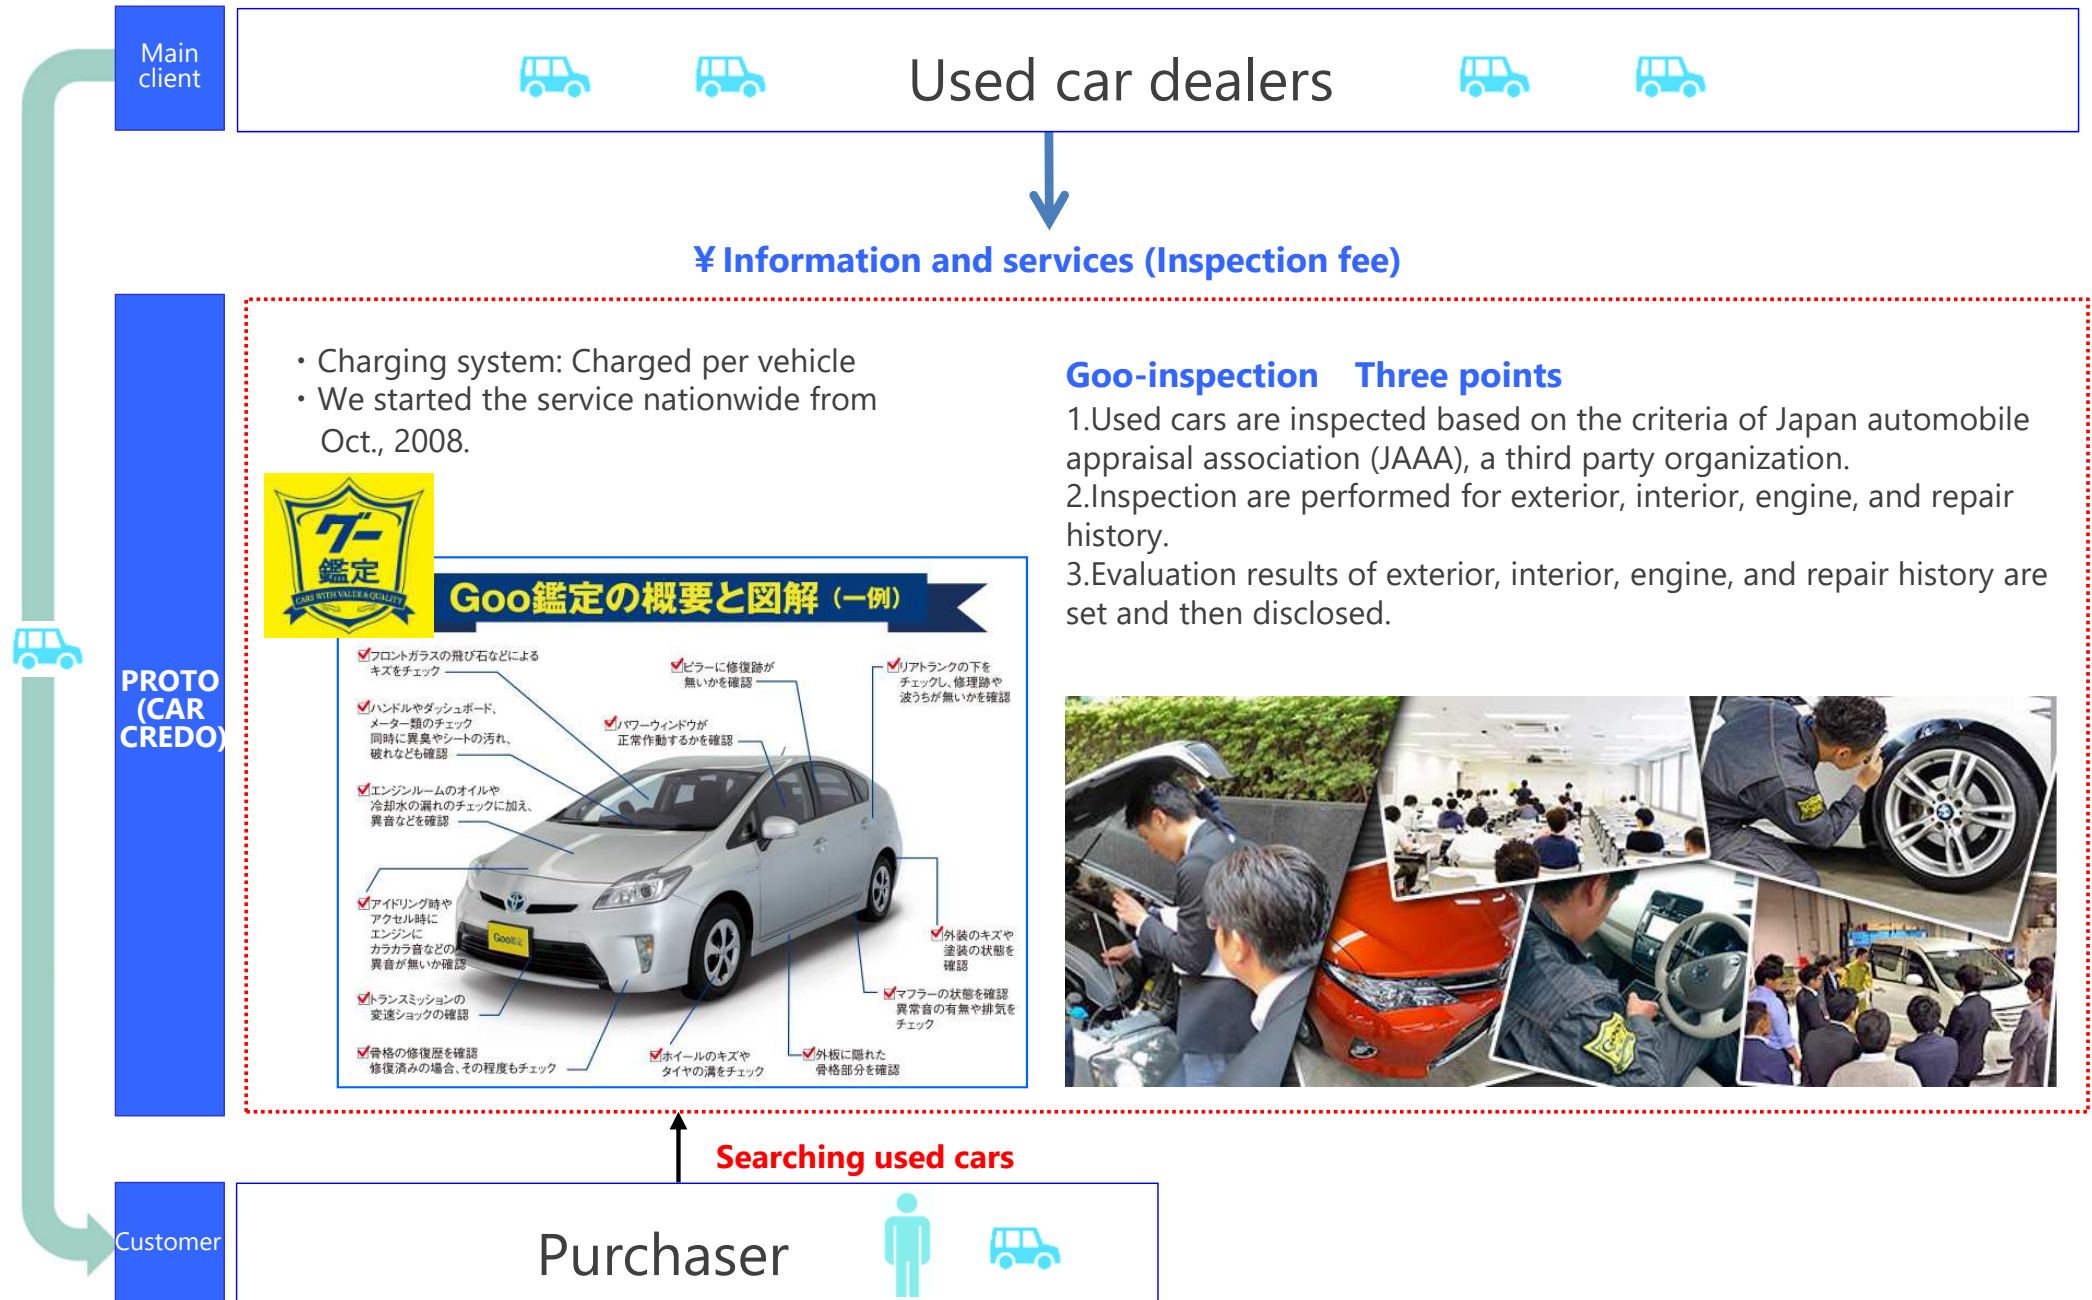 Main
client
Used car dealers
¥ Information and services (Inspection fee)
PROTO
(CAR
CREDO)
・Charging system: Charged per vehicle
・We started the service nationwide from
Oct., 2008.
Goo-inspection Three points
1.Used cars are inspected based on the criteria of Japan automobile
appraisal association (JAAA), a third party organization.
2.Inspection are performed for exterior, interior, engine, and repair
history.
3.Evaluation results of exterior, interior, engine, and repair history are
set and then disclosed.
グー
鑑定
CARS WITH VALUE & QUALITY
Goo鑑定の概要と図解（一例）
フロントガラスの飛び石などによる
キズをチェック
ピラーに修復跡が
無いかを確認
リアトランクの下を
チェックし、修理跡や
波うちが無いかを確認
ハンドルやダッシュボード、
メーター類のチェック
同時に異臭やシートの汚れ、
破れなども確認
パワーウィンドウが
正常作動するかを確認
エンジンルームのオイルや
冷却水の漏れのチェックに加え、
異音などを確認
アイドリング時や
アクセル時に
エンジンに
カラカラ音などの
異音が無いか確認
Goo鑑定
外装のキズや
塗装の状態を
確認
トランスミッションの
変速ショックの確認
マフラーの状態を確認
異常音の有無や排気を
チェック
骨格の修復歴を確認
修復済みの場合、その程度もチェック
ホイールのキズや
タイヤの溝をチェック
外板に隠れた
骨格部分を確認
Searching used cars
Customer
Purchaser